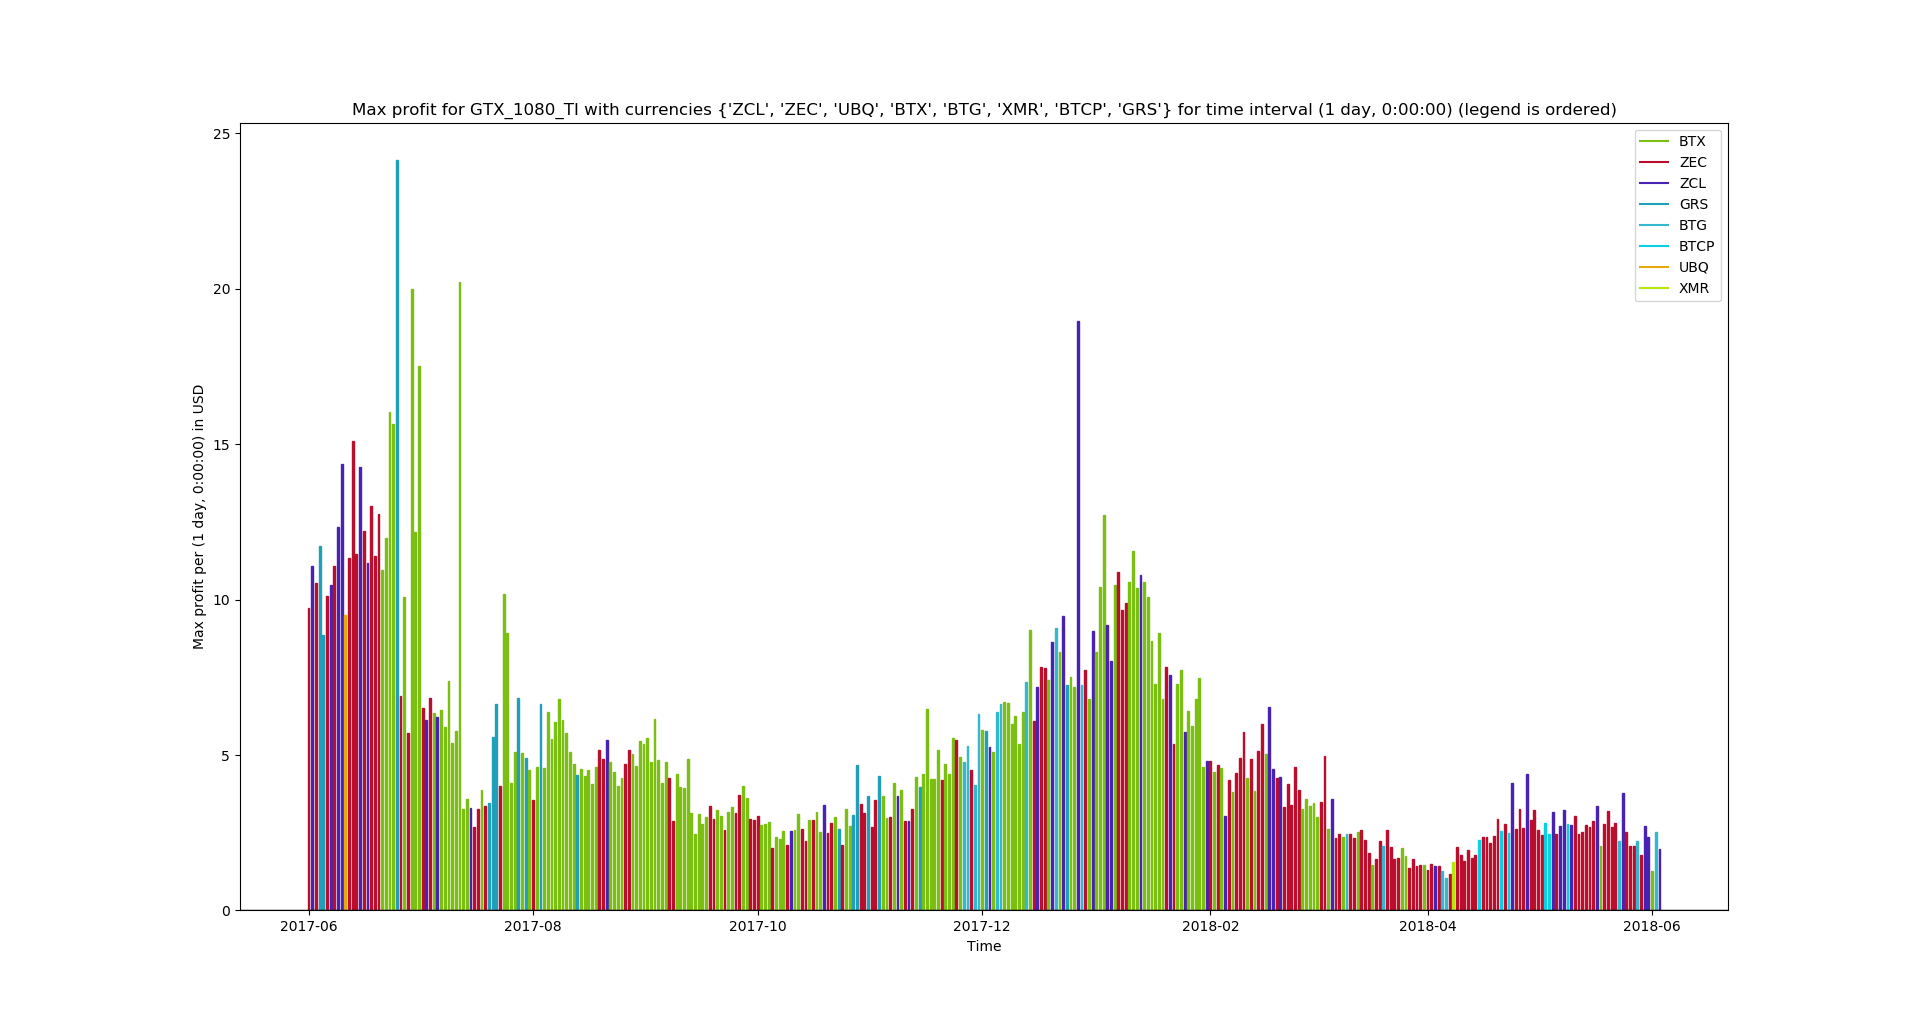 Max profit for GTX_1080_TI with currencies {'ZCL', 'ZEC', 'UBQ', 'BTX', 'BTG', 'XMR', 'BTCP', 'GRS'} for time interval (1 day, 0:00:00) (legend is ordered)
25
20
15
10
5
0
Max profit per (1 day, 0:00:00) in USD
BTX
ZEC
ZCL
GRS
BTG
BTCP
UBQ
XMR
2017-06 2017-08 2017-10 2017-12 2018-02 2018-04 2018-06
Time